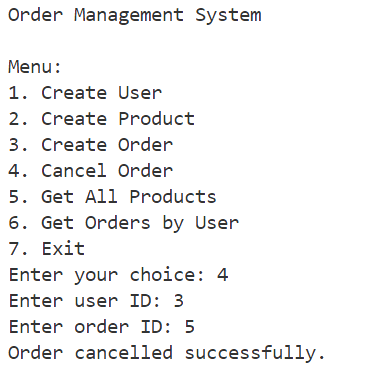 Order Management System
Menu:
1. Create User
2. Create Product
3. Create Order
4. Cancel Order
5. Get All Products
6. Get Orders by User
7. Exit
Enter your choice: 4
Enter user ID: 3
Enter order ID: 5
Order cancelled successfully.